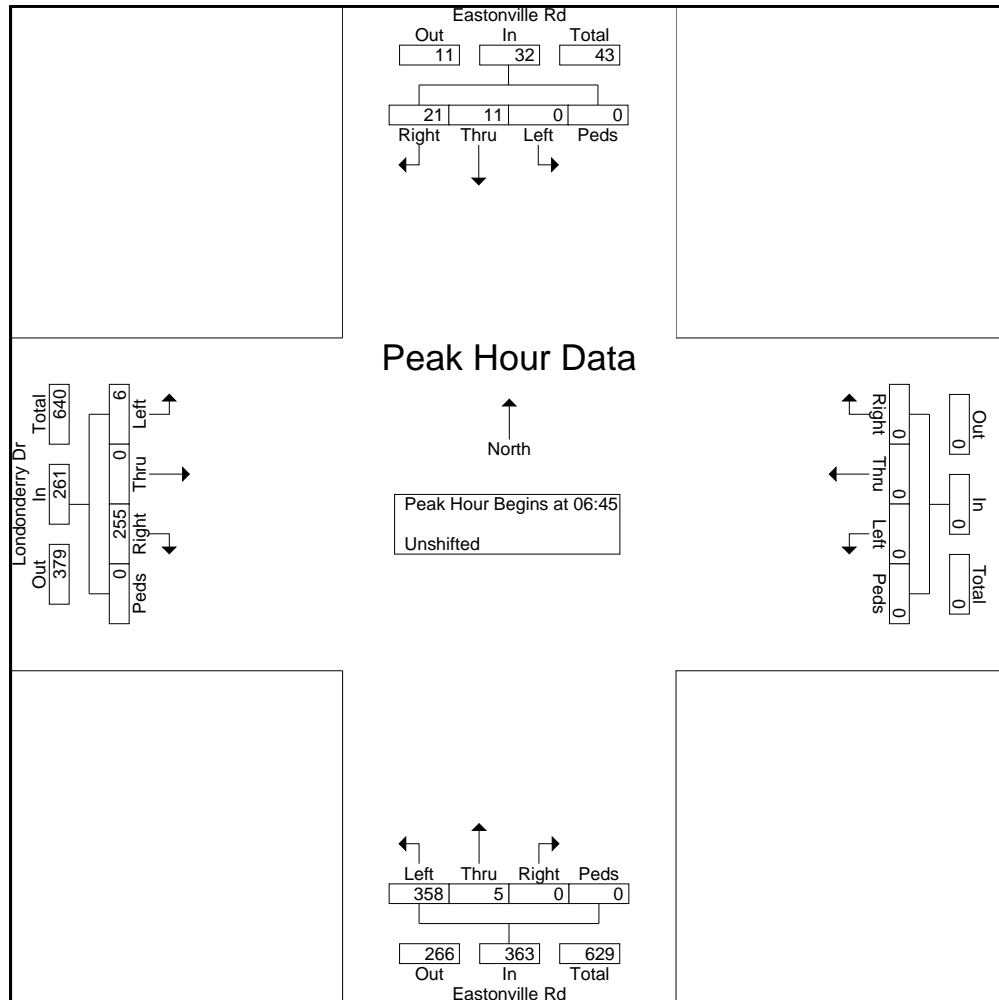 Eastonville Rd
Out In Total
11 32 43
21 11 0 0
Right Thru Left Peds
Peak Hour Data
North
Peak Hour Begins at 06:45
Unshifted
Londonderry Dr
Total In Out
640 261 379
6 0 255 0
Left Thru Right Peds
Out In Total
0 0 0
0 0 0 0
Right Thru Left Peds
Left Thru Right Peds
358 5 0 0
266 363 629
Out In Total
Eastonville Rd